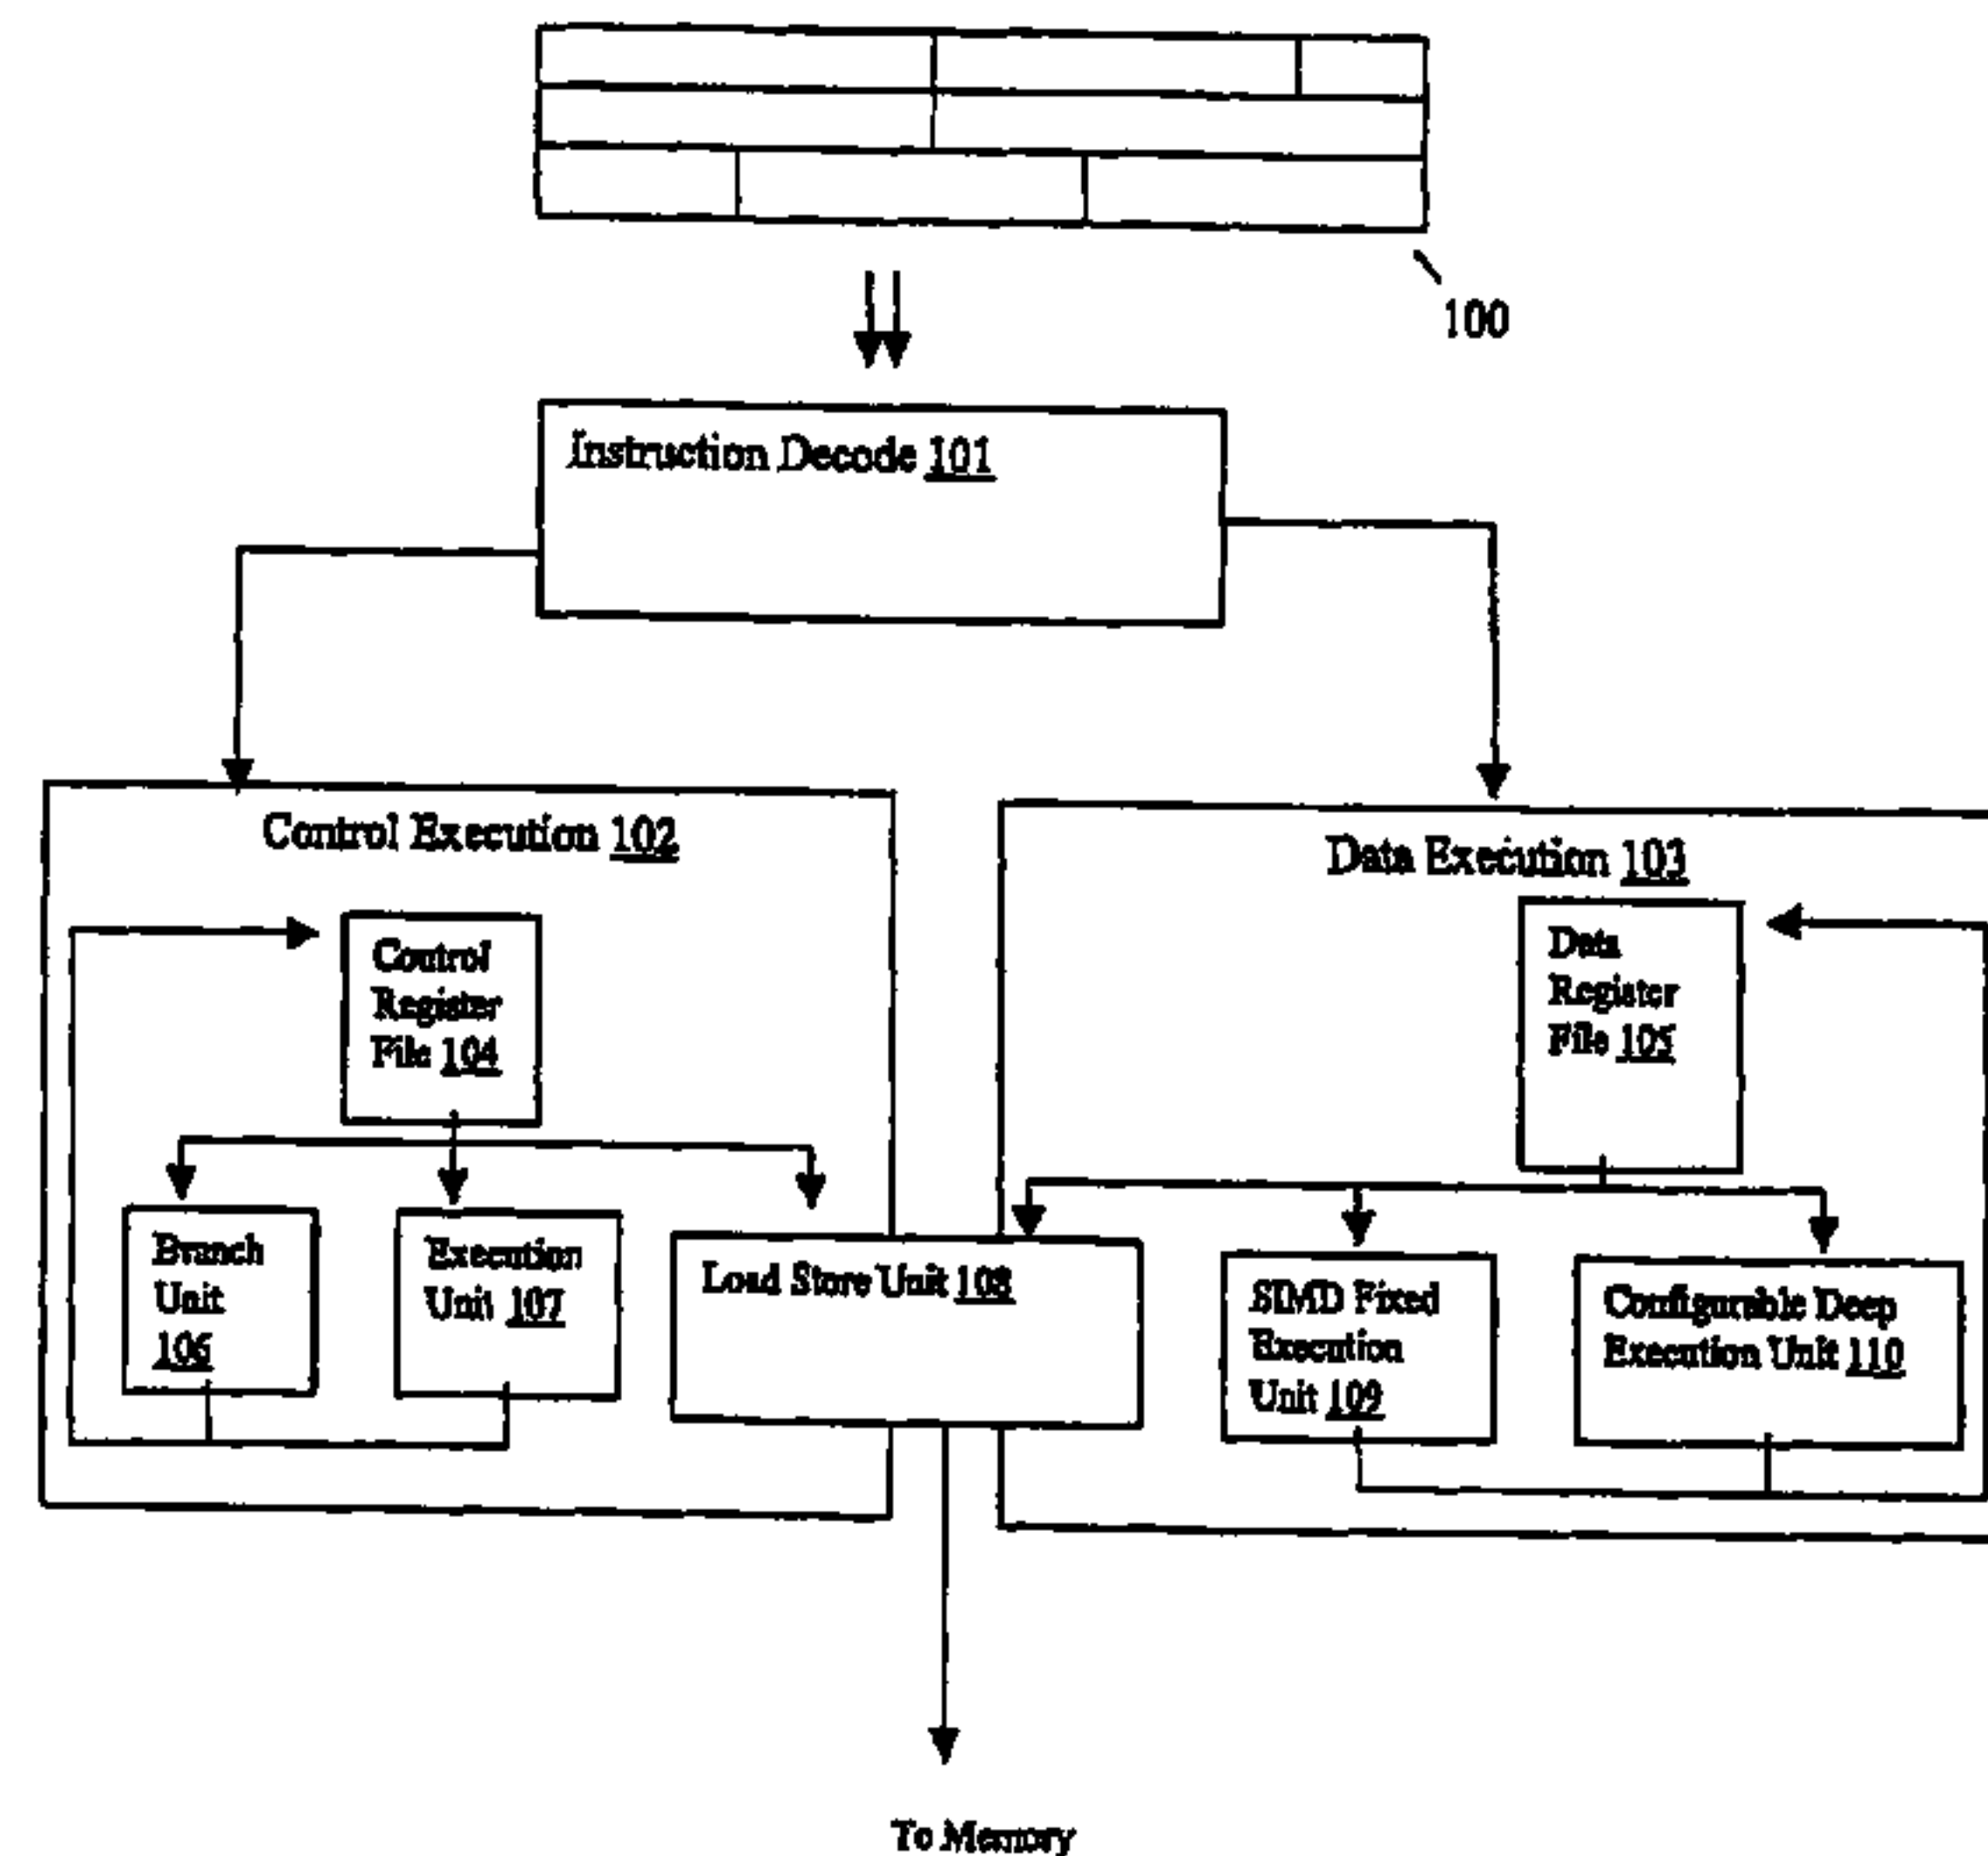 100
Instruction Decode 101
Control Execution 102
Data Execution 103
Control
Register
File 104
Data
Register
File 105
Branch
Unit
106
Execution
Unit 107
Load Store Unit 108
SIMD Fixed
Execution
Unit 109
Configurable Deep
Execution Unit 110
To Memory